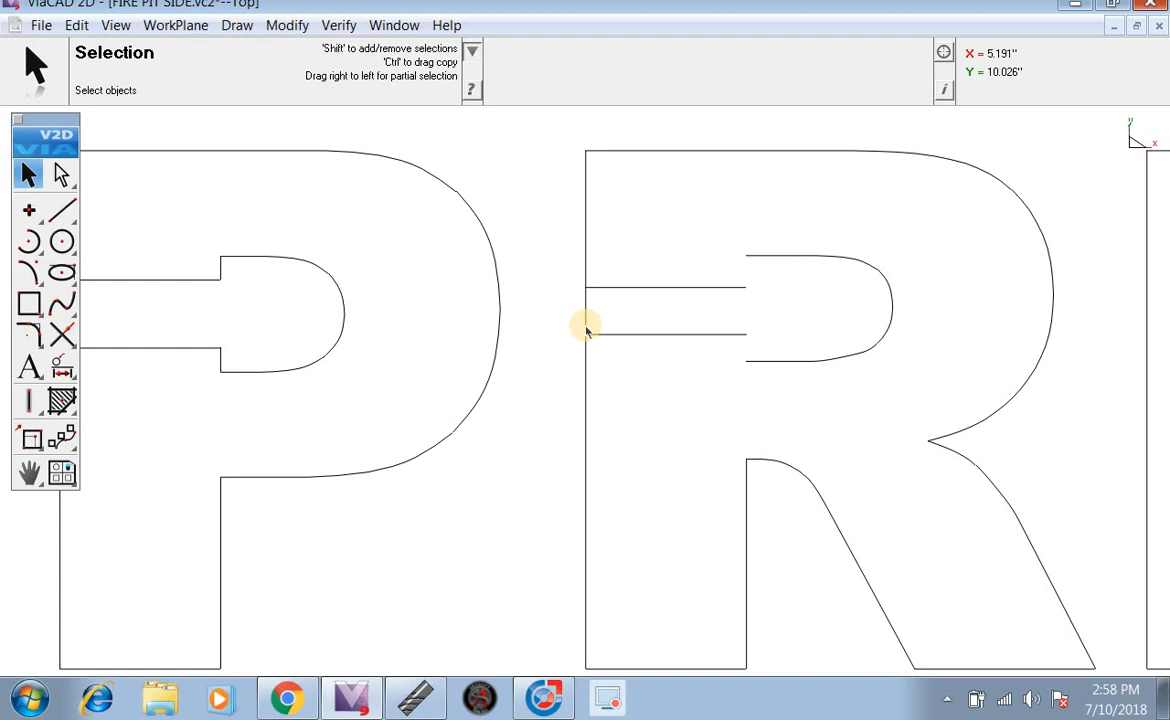 ViaCAD 2D - [FIRE PIT SIDE.vc2*--Top]
File Edit View WorkPlane Draw Modify Verify Window Help
Selection
'Shift' to add/remove selections
'Ctrl' to drag copy
Drag right to left for partial selection
Select objects
?
i
X = 5.191"
Y = 10.026"
V2D
VIA
A
y
x
P R
2:58 PM
7/10/2018